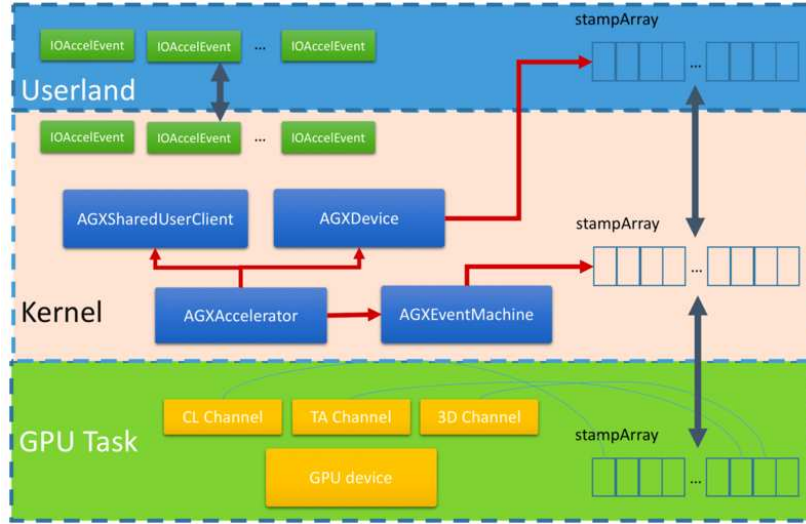 stampArray
IOAccelEvent
IOAccelEvent
...
IOAccelEvent
...
Userland
IOAccelEvent
IOAccelEvent
...
IOAccelEvent
AGXSharedUserClient
AGXDevice
stampArray
...
Kernel
AGXAccelerator
AGXEventMachine
CL Channel
TA Channel
3D Channel
GPU Task
stampArray
GPU device
...